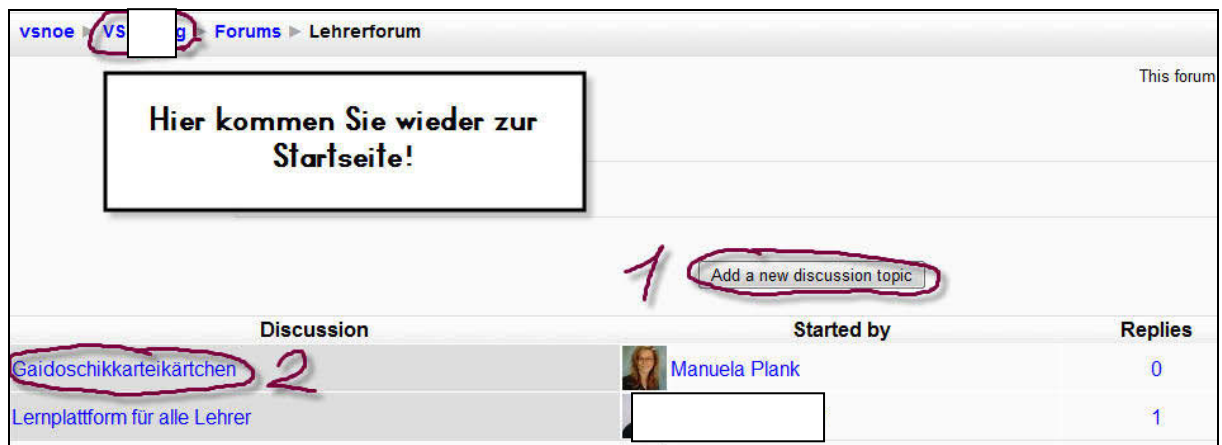 vsnoe ► VS g ► Forums ► Lehrerforum
This forum
Hier kommen Sie wieder zur
Startseite!
1 Add a new discussion topic
Discussion Started by Replies
Gaidoschikkarteikärtchen 2 Manuela Plank 0
Lernplattform für alle Lehrer 1